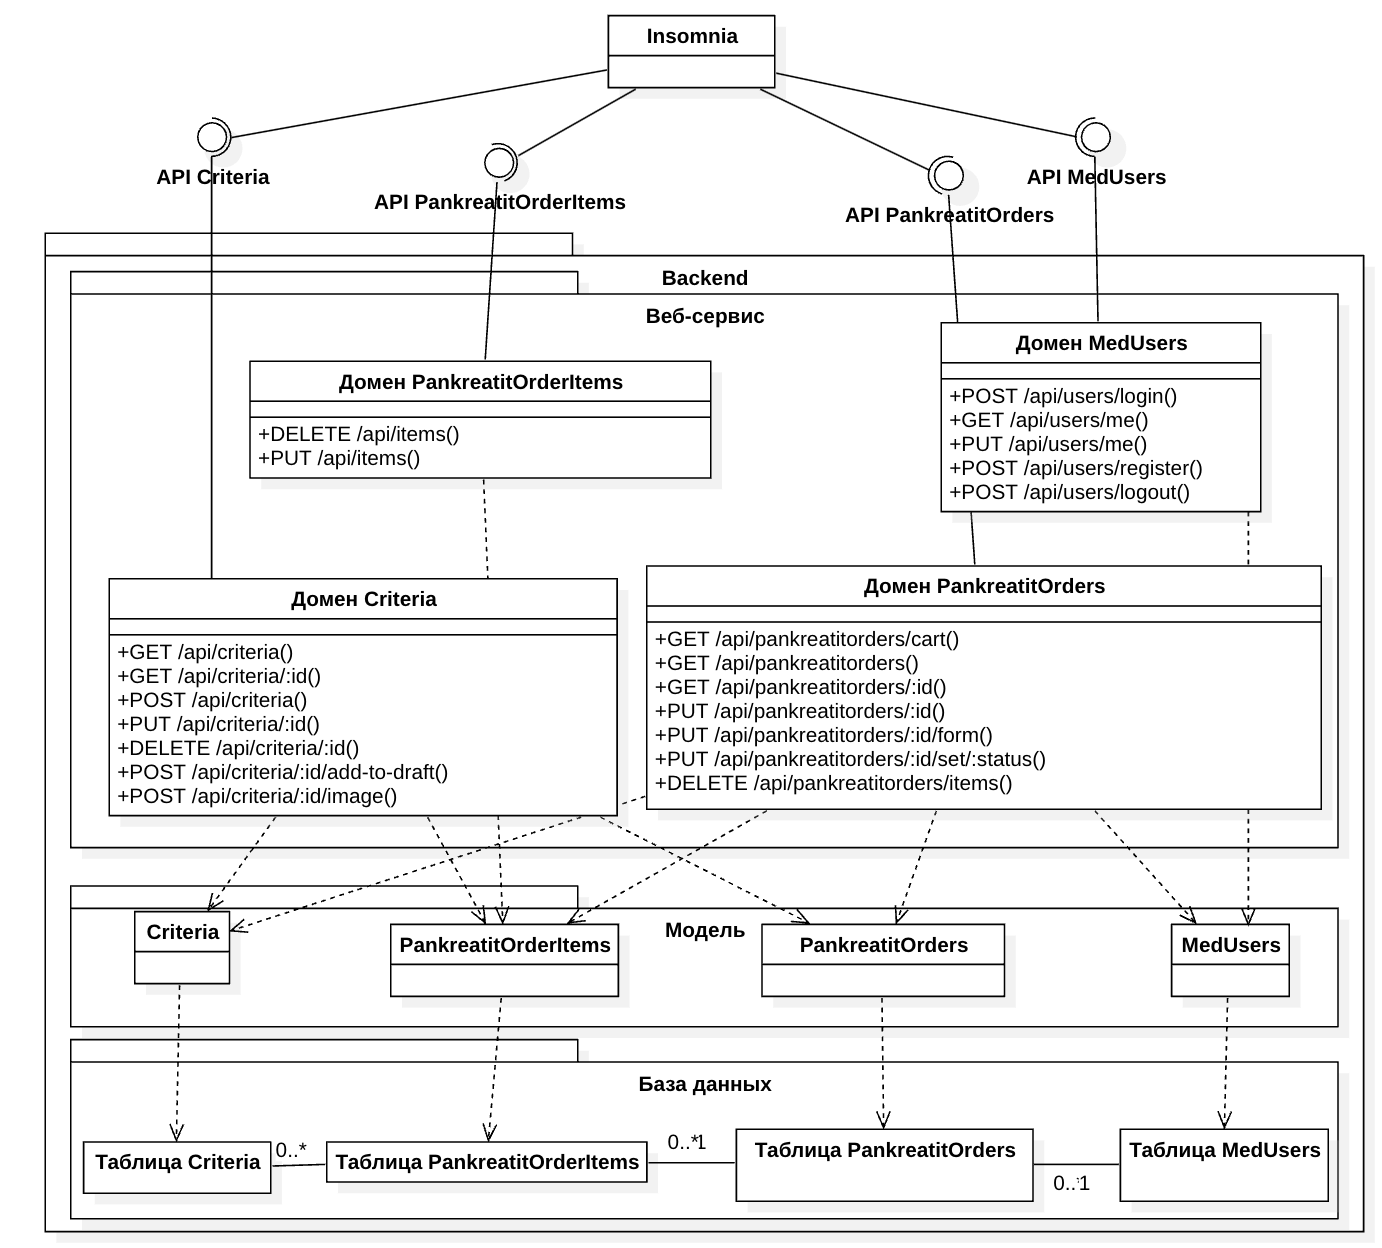 Insomnia
API Criteria
API PankreatitOrderItems
API PankreatitOrders
API MedUsers
Backend
Веб-сервис
Домен PankreatitOrderItems
+DELETE /api/items()
+PUT /api/items()
Домен MedUsers
+POST /api/users/login()
+GET /api/users/me()
+PUT /api/users/me()
+POST /api/users/register()
+POST /api/users/logout()
Домен Criteria
+GET /api/criteria()
+GET /api/criteria/:id()
+POST /api/criteria()
+PUT /api/criteria/:id()
+DELETE /api/criteria/:id()
+POST /api/criteria/:id/add-to-draft()
+POST /api/criteria/:id/image()
Домен PankreatitOrders
+GET /api/pankreatitorders/cart()
+GET /api/pankreatitorders()
+GET /api/pankreatitorders/:id()
+PUT /api/pankreatitorders/:id()
+PUT /api/pankreatitorders/:id/form()
+PUT /api/pankreatitorders/:id/set/:status()
+DELETE /api/pankreatitorders/items()
Модель
Criteria
PankreatitOrderItems
PankreatitOrders
MedUsers
База данных
Таблица Criteria
0..*
Таблица PankreatitOrderItems
0..*
1
Таблица PankreatitOrders
1
Таблица MedUsers